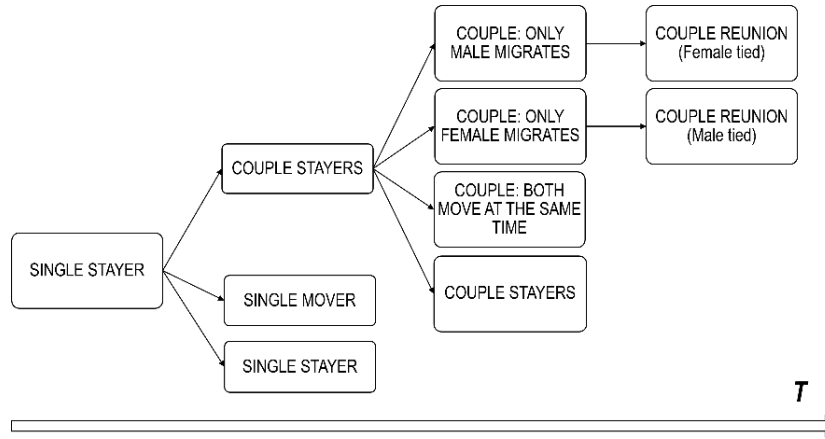 COUPLE: ONLY
MALE MIGRATES
COUPLE REUNION
(Female tied)
COUPLE: ONLY
FEMALE MIGRATES
COUPLE REUNION
(Male tied)
COUPLE STAYERS
COUPLE: BOTH
MOVE AT THE SAME
TIME
SINGLE STAYER
SINGLE MOVER
COUPLE STAYERS
SINGLE STAYER
T